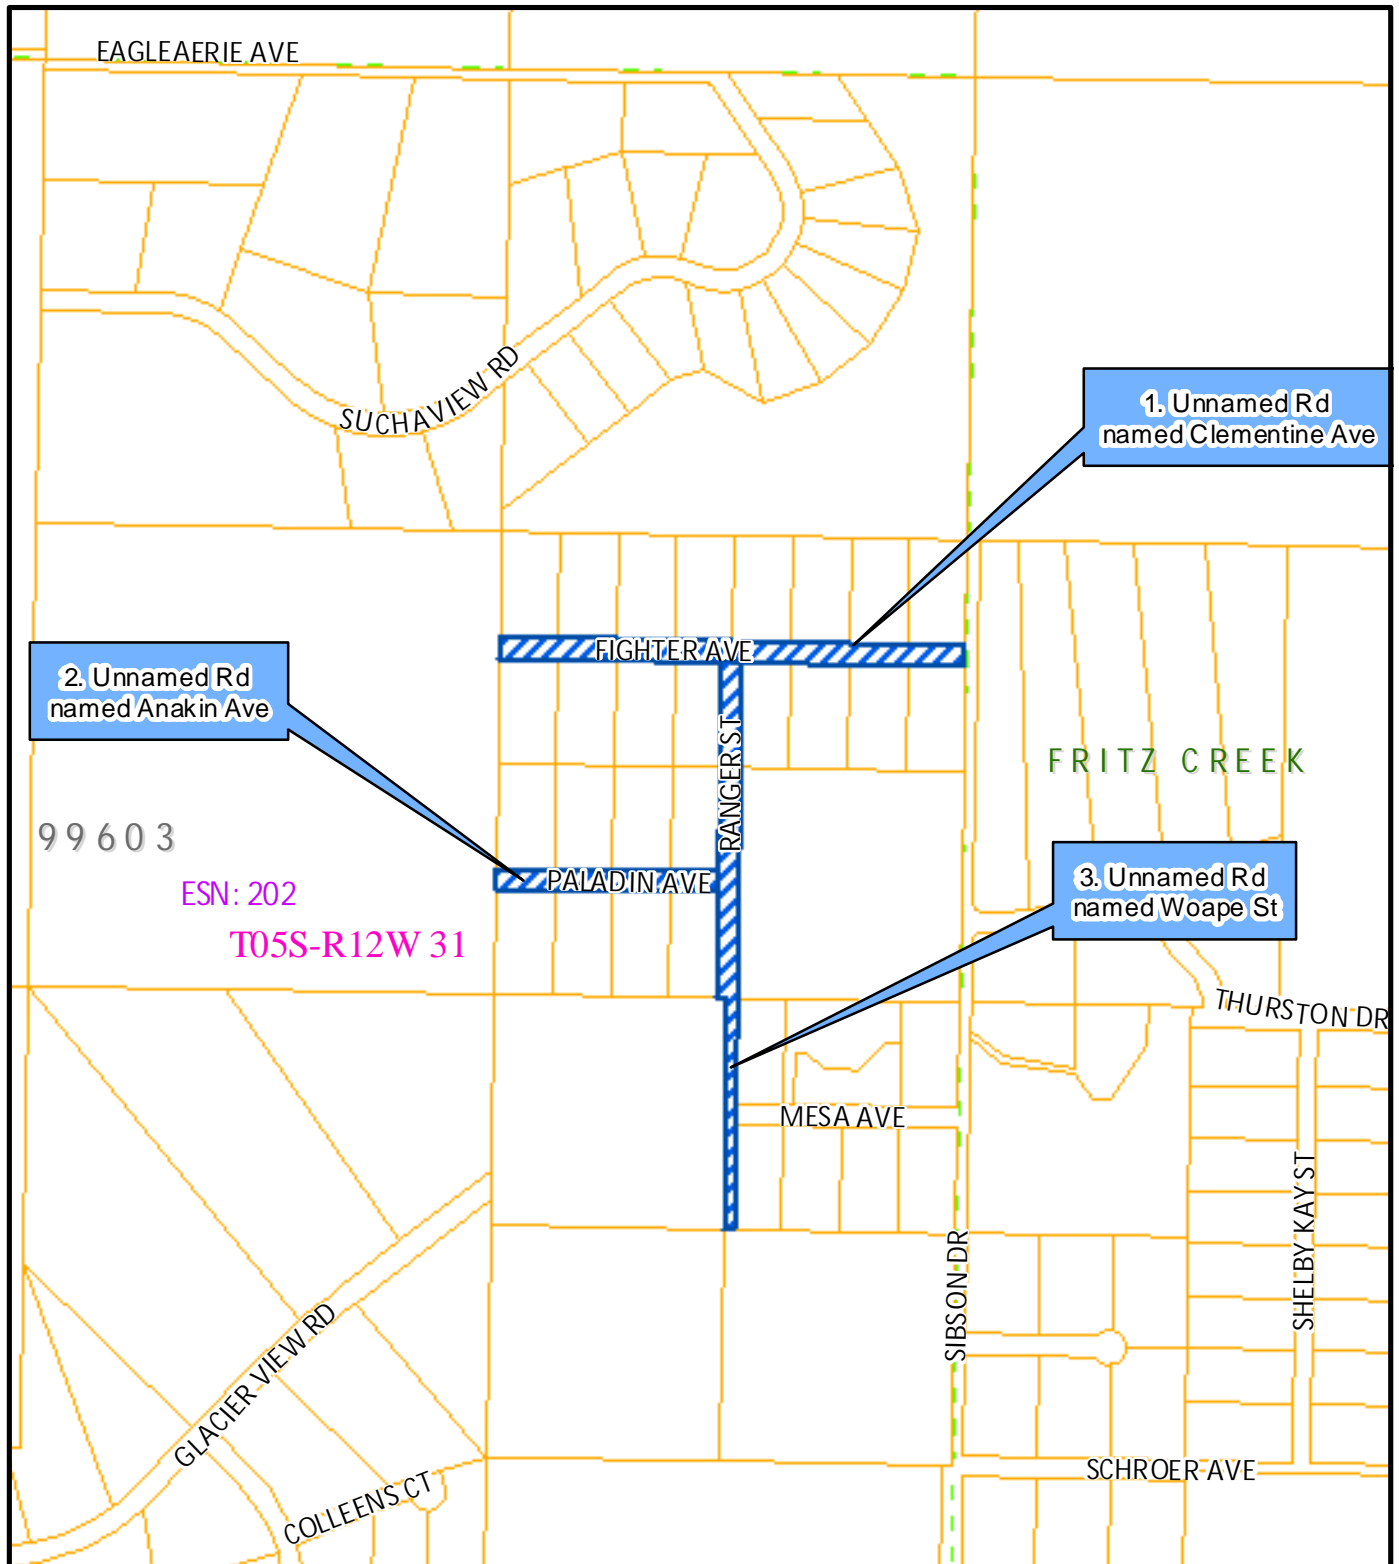 EAGLEAERIE AVE
SUCHAVIEW RD
1. Unnamed Rd
named Clementine Ave
FIGHTER AVE
2. Unnamed Rd
named Anakin Ave
RANGER ST
FRITZ CREEK
99603
PALADIN AVE
ESN: 202
3. Unnamed Rd
named Woape St
T05S-R12W 31
THURSTON DR
MESA AVE
SHELBY KAY ST
SIBSON DR
GLACIER VIEW RD
SCHROER AVE
COLLEENS CT